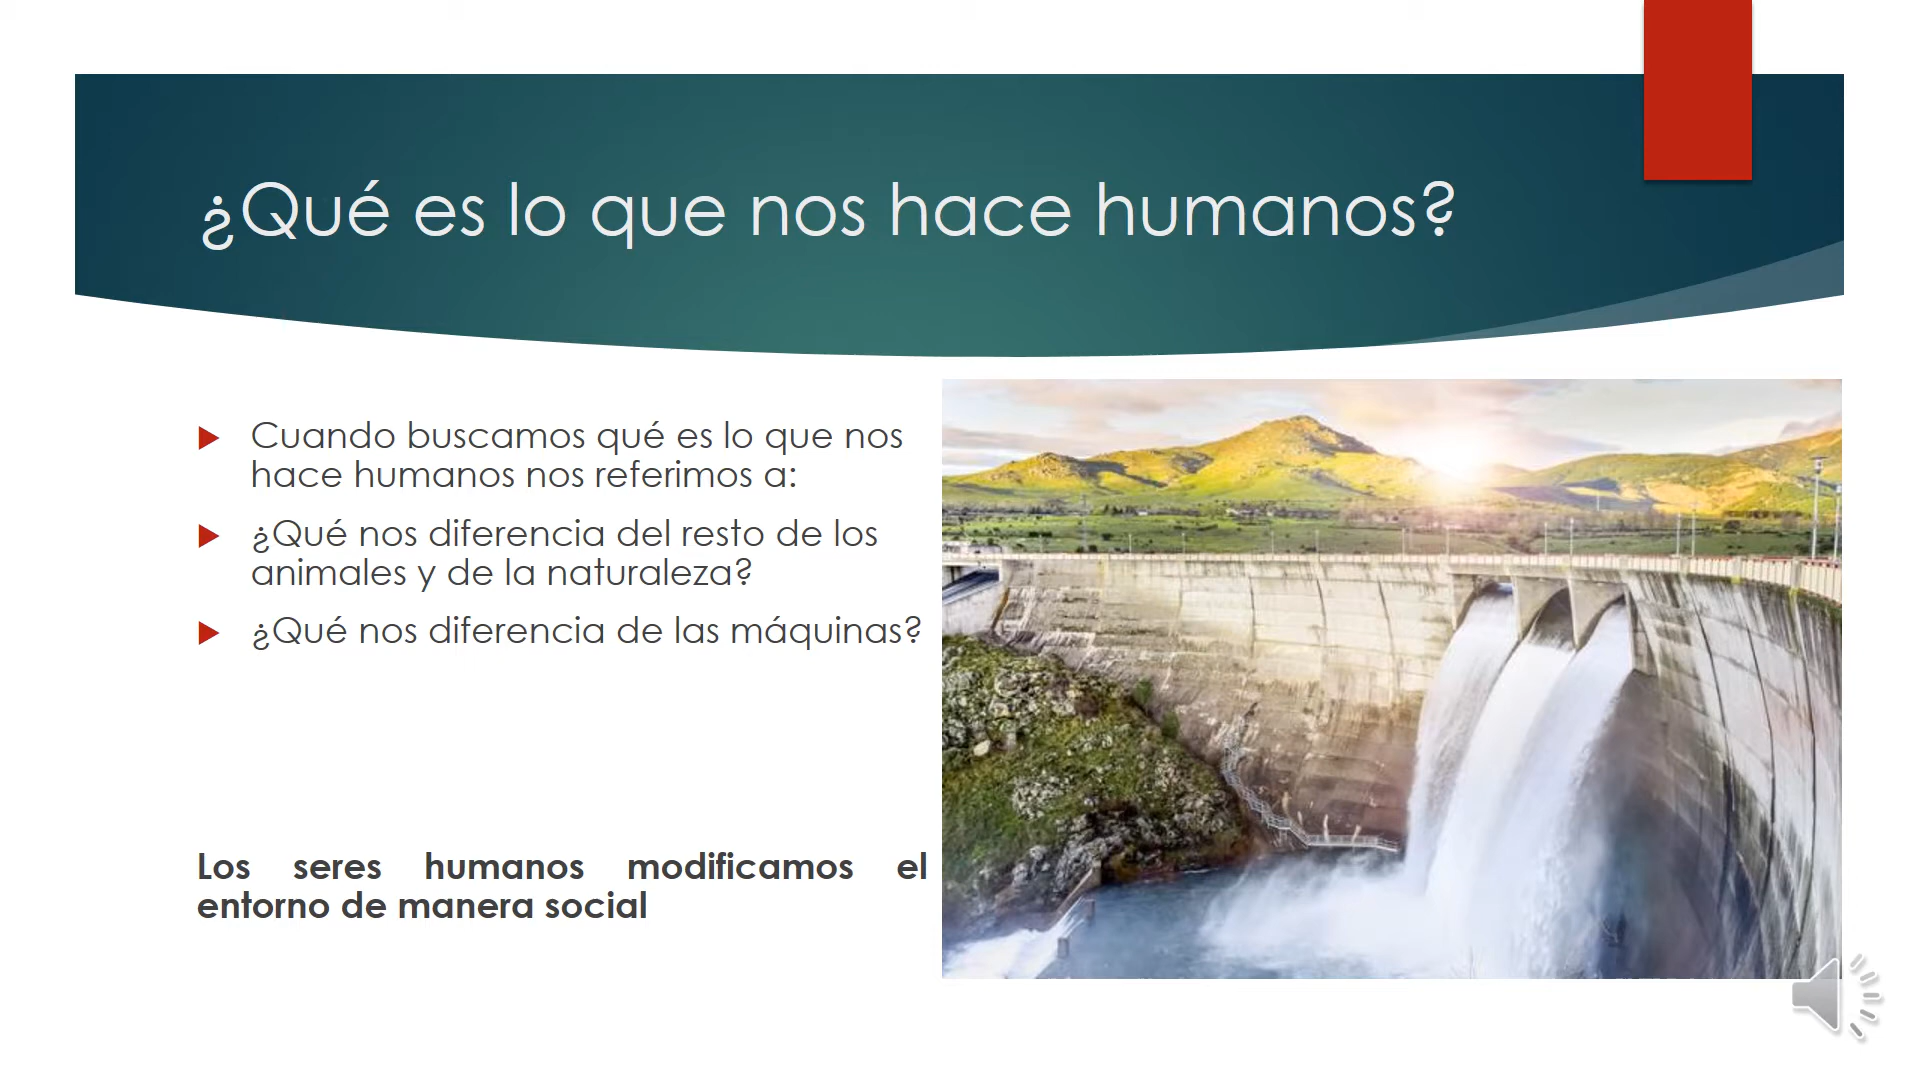 ¿Qué es lo que nos hace humanos?
Cuando buscamos qué es lo que nos
hace humanos nos referimos a:
¿Qué nos diferencia del resto de los
animales y de la naturaleza?
¿Qué nos diferencia de las máquinas?
Los seres humanos modificamos el
entorno de manera social